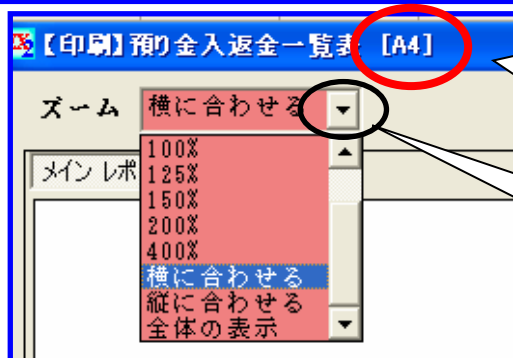 【印刷】預り金入返金一覧表 [A4]
ズーム 横に合わせる
メイン レポ
100%
125%
150%
200%
400%
横に合わせる
縦に合わせる
全体の表示